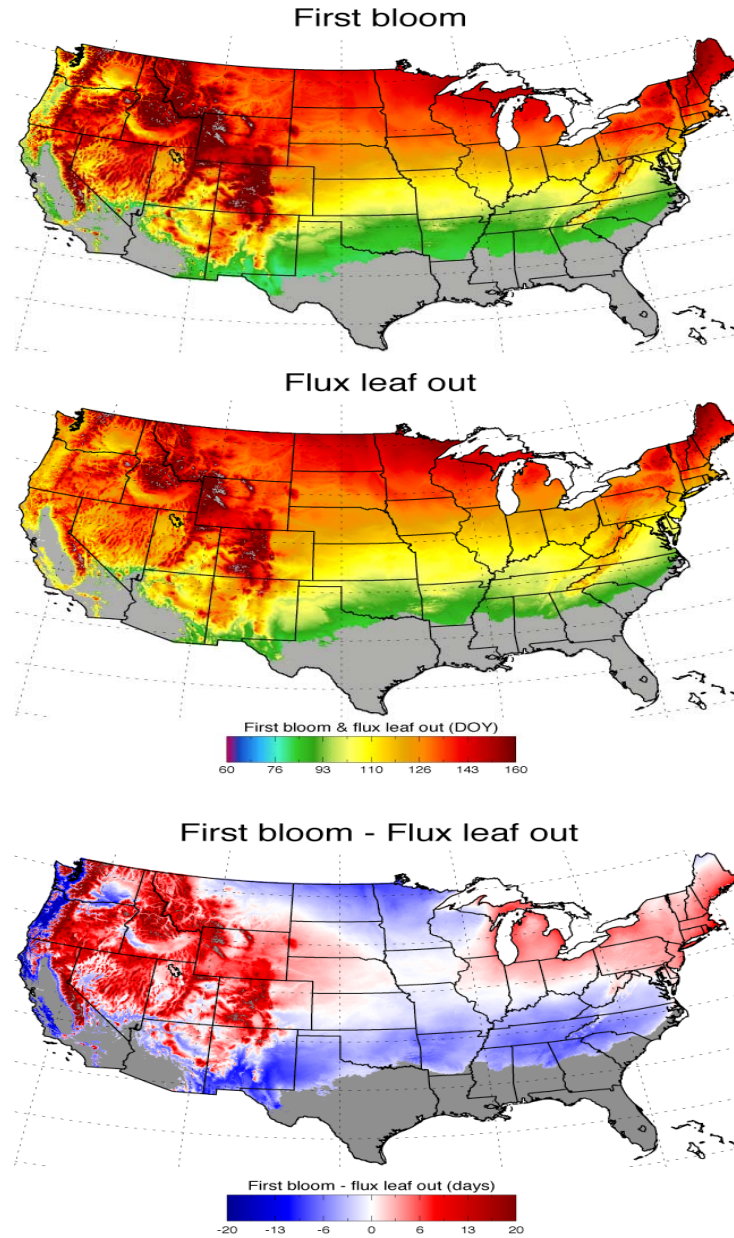 First bloom
Flux leaf out
First bloom & flux leaf out (DOY)
60 76 93 110 126 143 160
First bloom - Flux leaf out
First bloom - flux leaf out (days)
-20 -13 -6 0 6 13 20